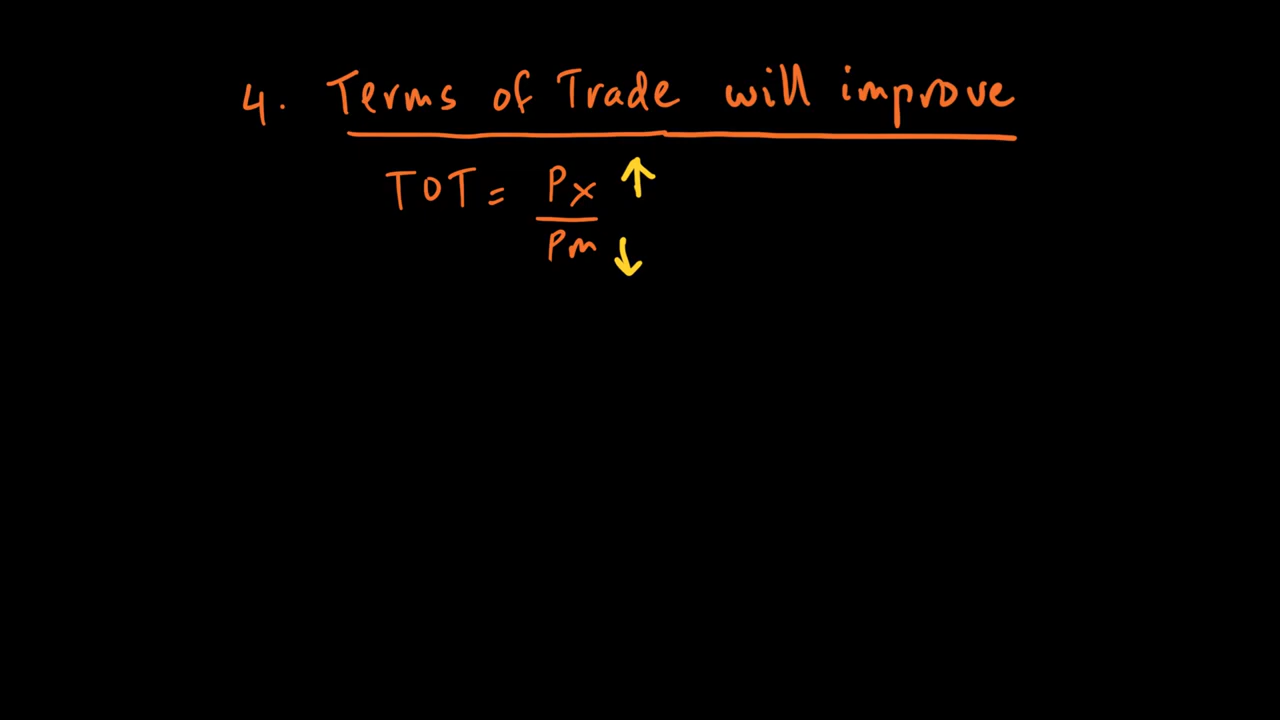 4. Terms of Trade will improve
TOT = Px ↑
Pm ↓